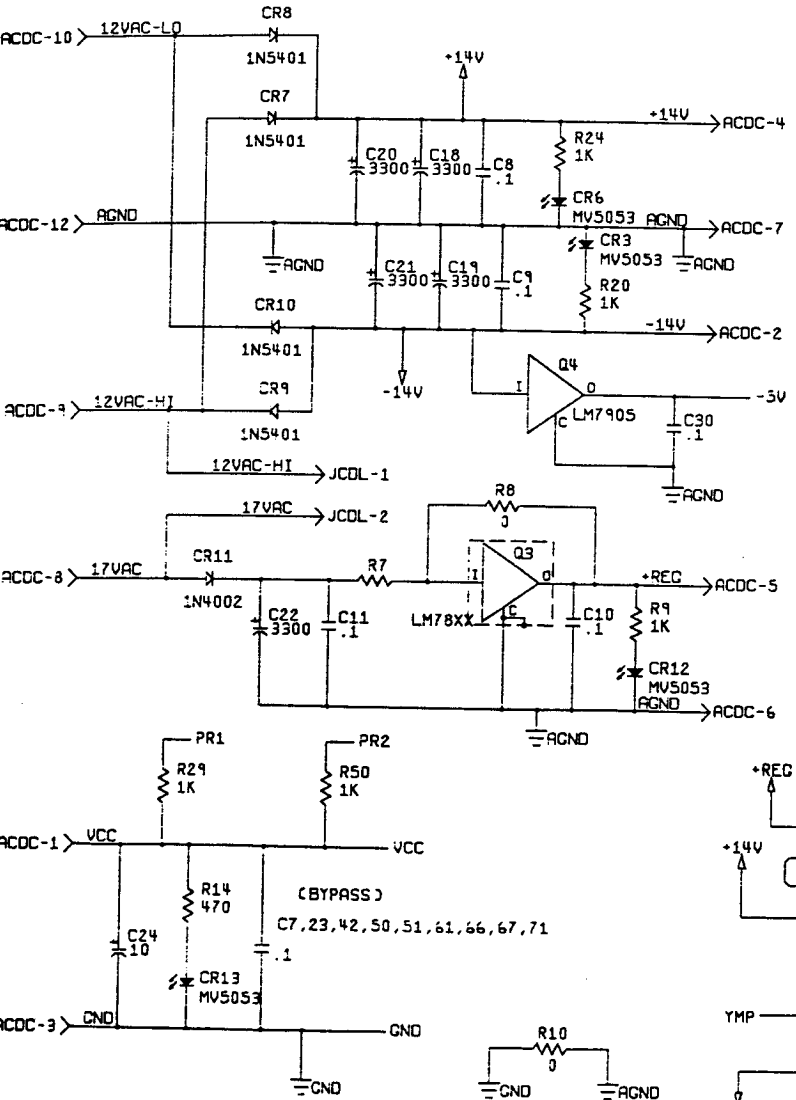 CR8
ACDC-10 12VAC-LO
1N5401
+14V
CR7
+14V ACDC-4
1N5401
C20 3300
C18 3300
C8 .1
R24 1K
CR6 MV5053
ACDC-12 AGND
AGND ACDC-7
AGND
AGND
C21 3300
C19 3300
C9 .1
CR3 MV5053
R20 1K
CR10
1N5401
-14V ACDC-2
-14V
Q4
I O
C
LM7905
-5V
C30 .1
AGND
CR9
ACDC-9 12VAC-HI
1N5401
12VAC-HI JCDL-1
17VAC JCDL-2
R8
0
CR11
ACDC-8 17VAC
1N4002
R7
Q3
I O
C
LM78XX
+REG ACDC-5
C22 3300
C11 .1
C10 .1
R9 1K
CR12 MV5053
AGND ACDC-6
AGND
PR1
PR2
R29 1K
R50 1K
+REG
ACDC-1 VCC
VCC
+14V
R14 470
(BYPASS)
C7,23,42,50,51,61,66,67,71
.1
C24 10
CR13 MV5053
ACDC-3 GND
GND
YMP
R10
0
GND
GND
AGND